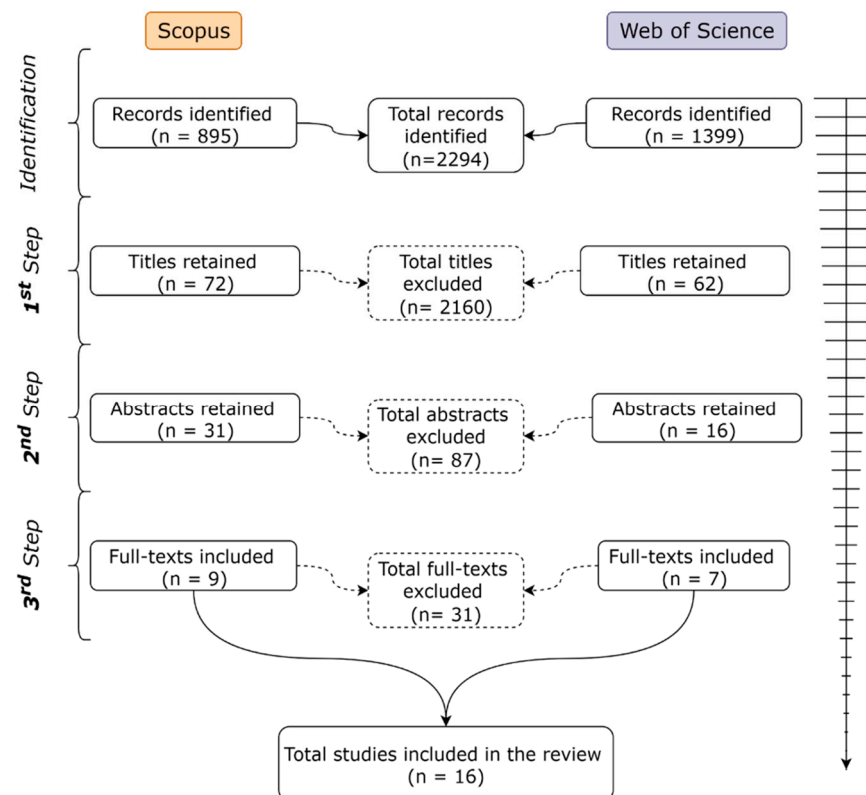 Scopus
Web of Science
Identification
Records identified
(n = 895)
Total records
identified
(n=2294)
Records identified
(n = 1399)
1st Step
Titles retained
(n = 72)
Total titles
excluded
(n= 2160)
Titles retained
(n = 62)
2nd Step
Abstracts retained
(n = 31)
Total abstracts
excluded
(n= 87)
Abstracts retained
(n = 16)
3rd Step
Full-texts included
(n = 9)
Total full-texts
excluded
(n= 31)
Full-texts included
(n = 7)
Total studies included in the review
(n = 16)